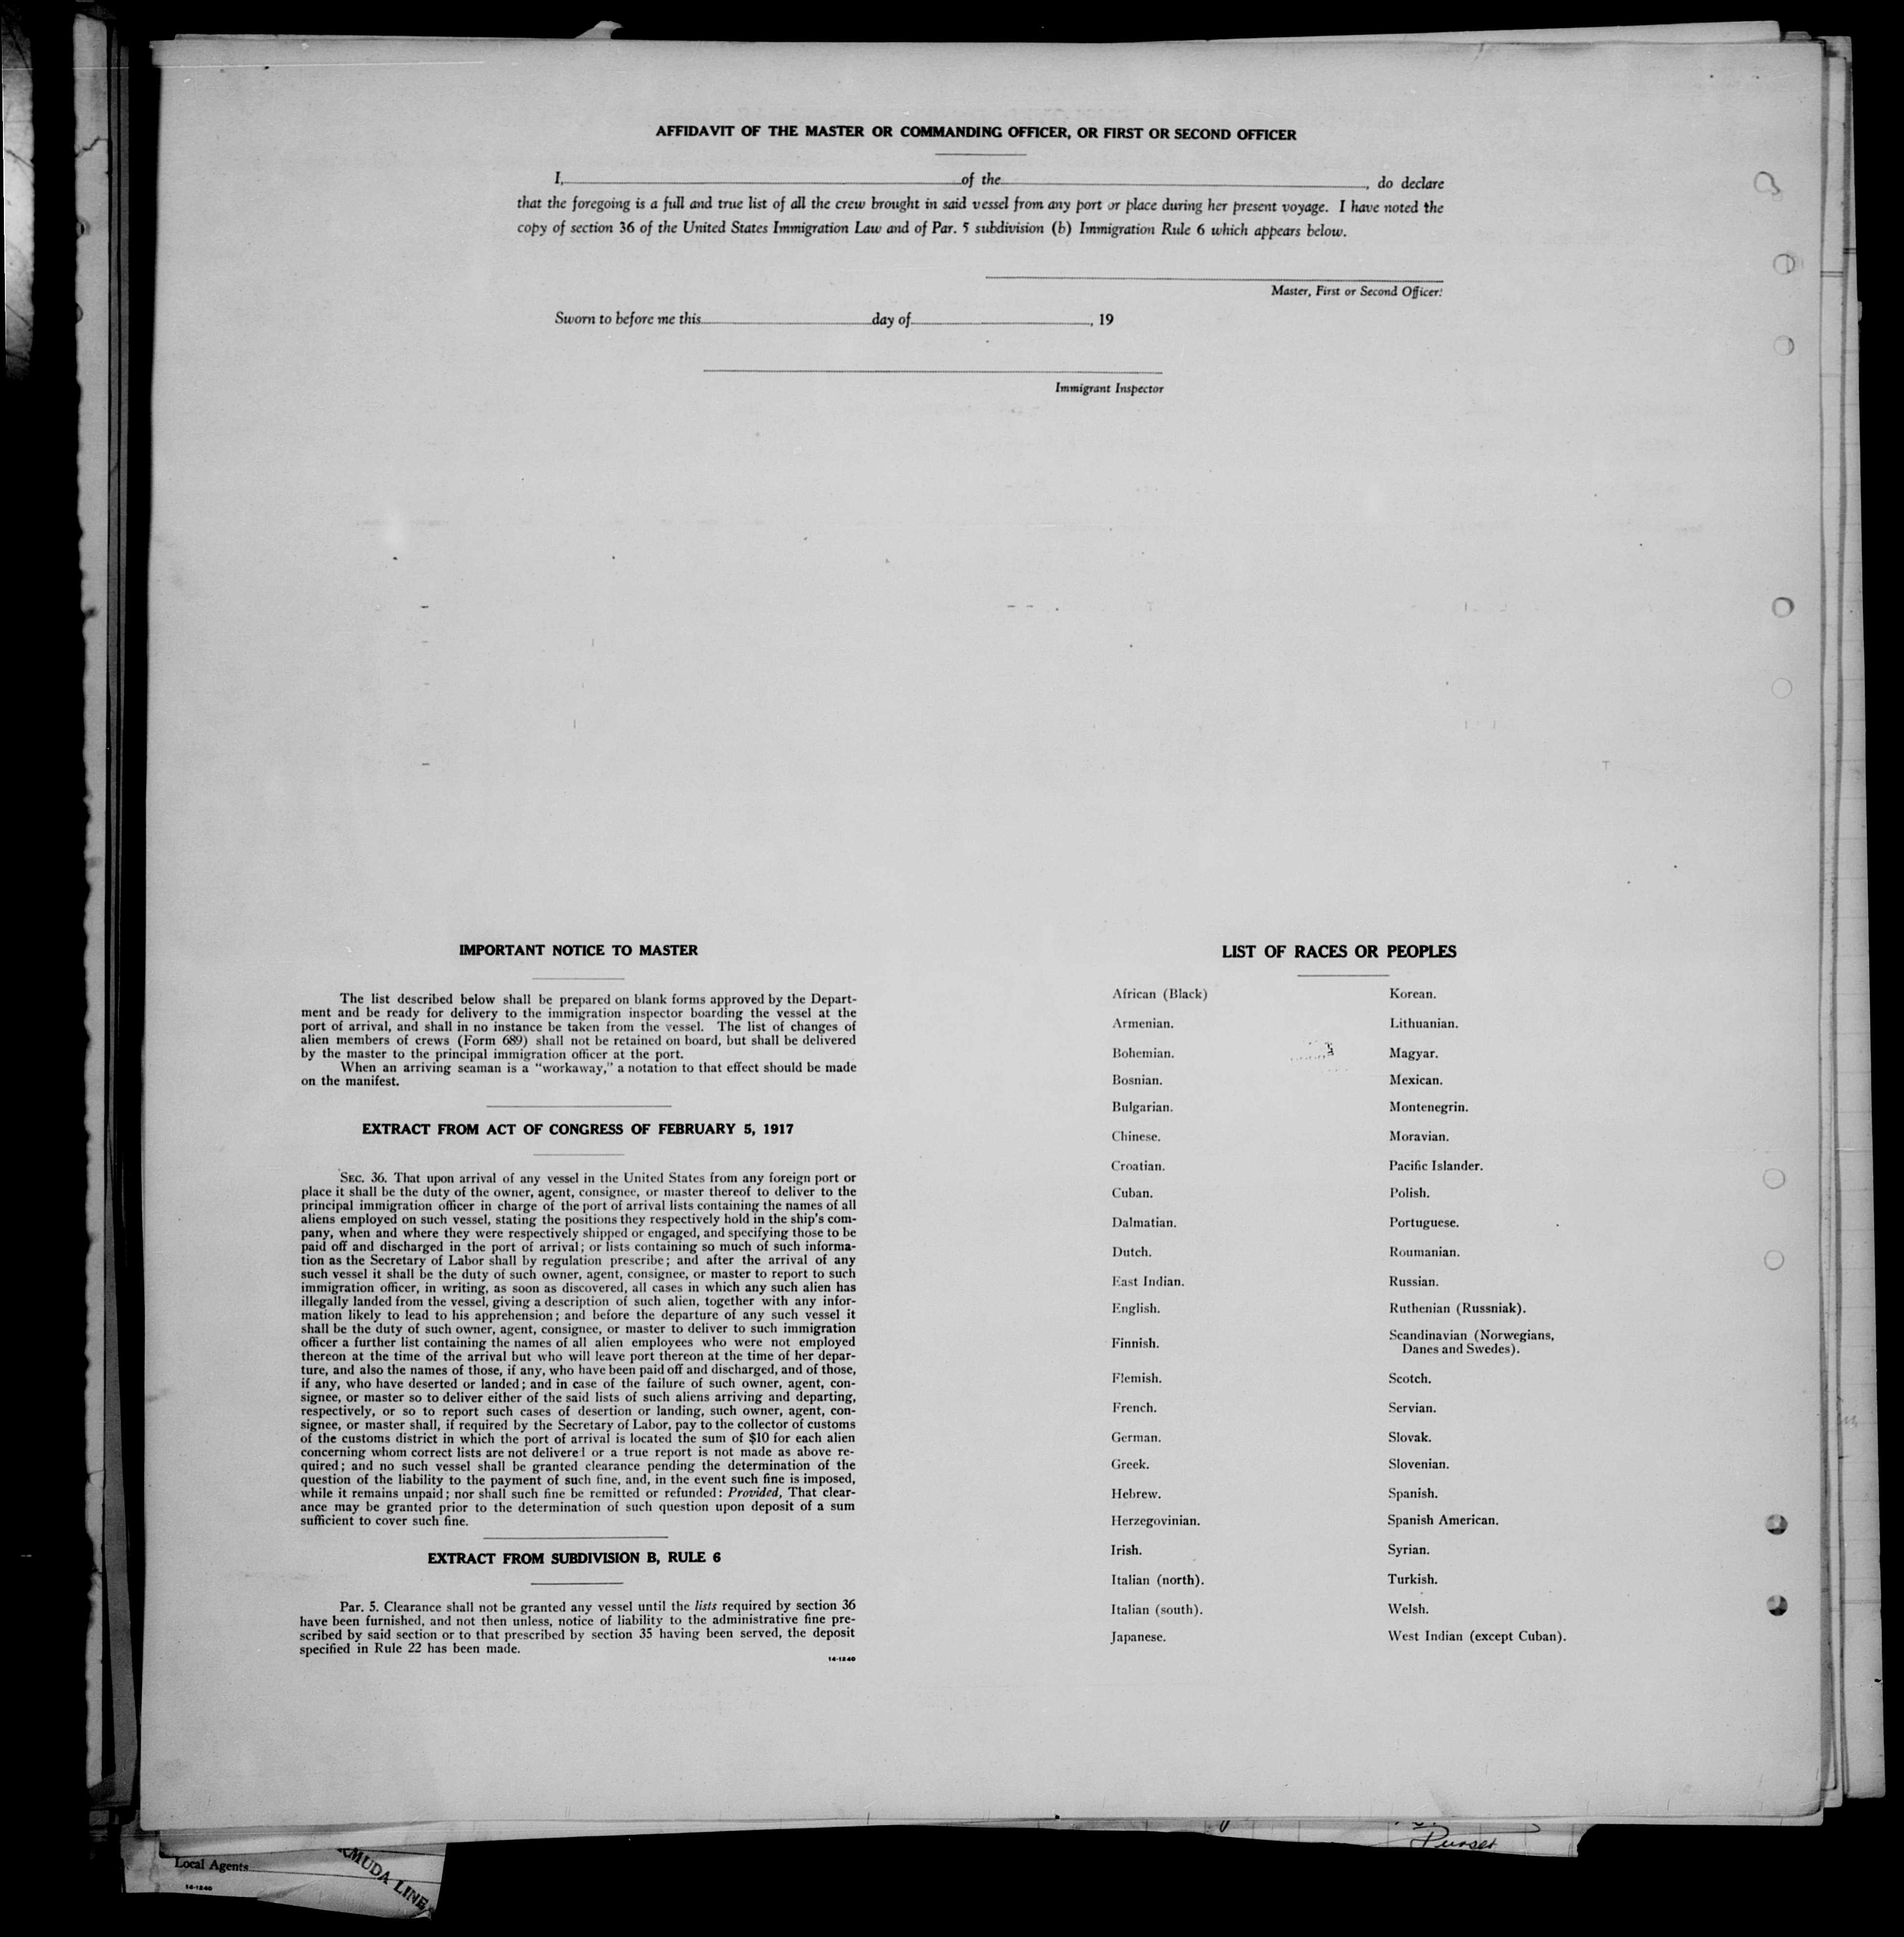 AFFIDAVIT OF THE MASTER OR COMMANDING OFFICER, OR FIRST OR SECOND OFFICER
I, of the , do declare
that the foregoing is a full and true list of all the crew brought in said vessel from any port or place during her present voyage. I have noted the
copy of section 36 of the United States Immigration Law and of Par. 5 subdivision (b) Immigration Rule 6 which appears below.
Master, First or Second Officer.
Sworn to before me this day of , 19
Immigrant Inspector
IMPORTANT NOTICE TO MASTER
The list described below shall be prepared on blank forms approved by the Depart-
ment and be ready for delivery to the immigration inspector boarding the vessel at the
port of arrival, and shall in no instance be taken from the vessel. The list of changes of
alien members of crews (Form 689) shall not be retained on board, but shall be delivered
by the master to the principal immigration officer at the port.
When an arriving seaman is a "workaway," a notation to that effect should be made
on the manifest.
EXTRACT FROM ACT OF CONGRESS OF FEBRUARY 5, 1917
SEC. 36. That upon arrival of any vessel in the United States from any foreign port or
place it shall be the duty of the owner, agent, consignee, or master thereof to deliver to the
principal immigration officer in charge of the port of arrival lists containing the names of all
aliens employed on such vessel, stating the positions they respectively hold in the ship's com-
pany, when and where they were respectively shipped or engaged, and specifying those to be
paid off and discharged in the port of arrival; or lists containing so much of such informa-
tion as the Secretary of Labor shall by regulation prescribe; and after the arrival of any
such vessel it shall be the duty of such owner, agent, consignee, or master to report to such
immigration officer, in writing, as soon as discovered, all cases in which any such alien has
illegally landed from the vessel, giving a description of such alien, together with any infor-
mation likely to lead to his apprehension; and before the departure of any such vessel it
shall be the duty of such owner, agent, consignee, or master to deliver to such immigration
officer a further list containing the names of all alien employees who were not employed
thereon at the time of the arrival but who will leave port thereon at the time of her depar-
ture, and also the names of those, if any, who have been paid off and discharged, and of those,
if any, who have deserted or landed; and in case of the failure of such owner, agent, con-
signee, or master so to deliver either of the said lists of such aliens arriving and departing,
respectively, or so to report such cases of desertion or landing, such owner, agent, con-
signee, or master shall, if required by the Secretary of Labor, pay to the collector of customs
of the customs district in which the port of arrival is located the sum of $10 for each alien
concerning whom correct lists are not delivered or a true report is not made as above re-
quired; and no such vessel shall be granted clearance pending the determination of the
question of the liability to the payment of such fine, and, in the event such fine is imposed,
while it remains unpaid; nor shall such fine be remitted or refunded: Provided, That clear-
ance may be granted prior to the determination of such question upon deposit of a sum
sufficient to cover such fine.
EXTRACT FROM SUBDIVISION B, RULE 6
Par. 5. Clearance shall not be granted any vessel until the lists required by section 36
have been furnished, and not then unless, notice of liability to the administrative fine pre-
scribed by said section or to that prescribed by section 35 having been served, the deposit
specified in Rule 22 has been made.
14-1240
LIST OF RACES OR PEOPLES
African (Black)
Armenian.
Bohemian.
Bosnian.
Bulgarian.
Chinese.
Croatian.
Cuban.
Dalmatian.
Dutch.
East Indian.
English.
Finnish.
Flemish.
French.
German.
Greek.
Hebrew.
Herzegovinian.
Irish.
Italian (north).
Italian (south).
Japanese.
Korean.
Lithuanian.
Magyar.
Mexican.
Montenegrin.
Moravian.
Pacific Islander.
Polish.
Portuguese.
Roumanian.
Russian.
Ruthenian (Russniak).
Scandinavian (Norwegians,
Danes and Swedes).
Scotch.
Servian.
Slovak.
Slovenian.
Spanish.
Spanish American.
Syrian.
Turkish.
Welsh.
West Indian (except Cuban).
Local Agents
14-1240
LINE
Purser